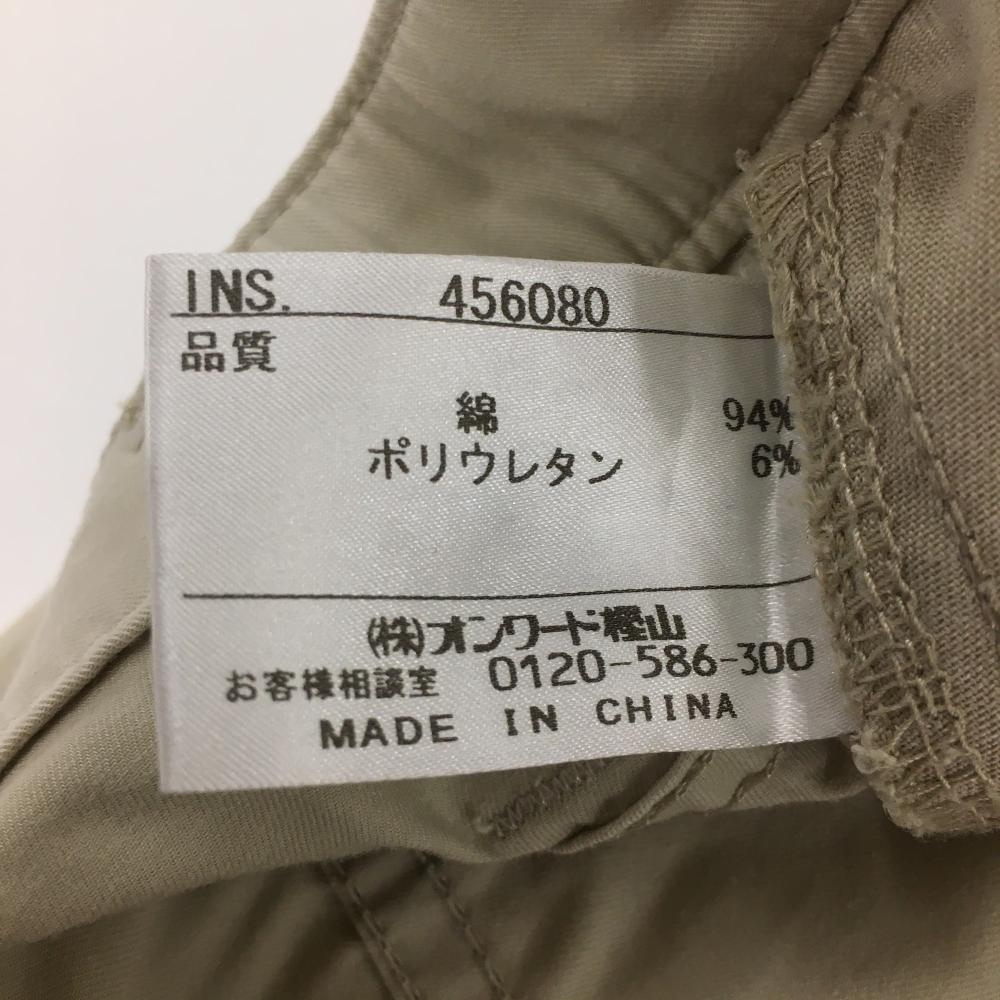 INS. 456080
品質
綿 94%
ポリウレタン 6%
(株)オンワード樫山
お客様相談室 0120-586-300
MADE IN CHINA